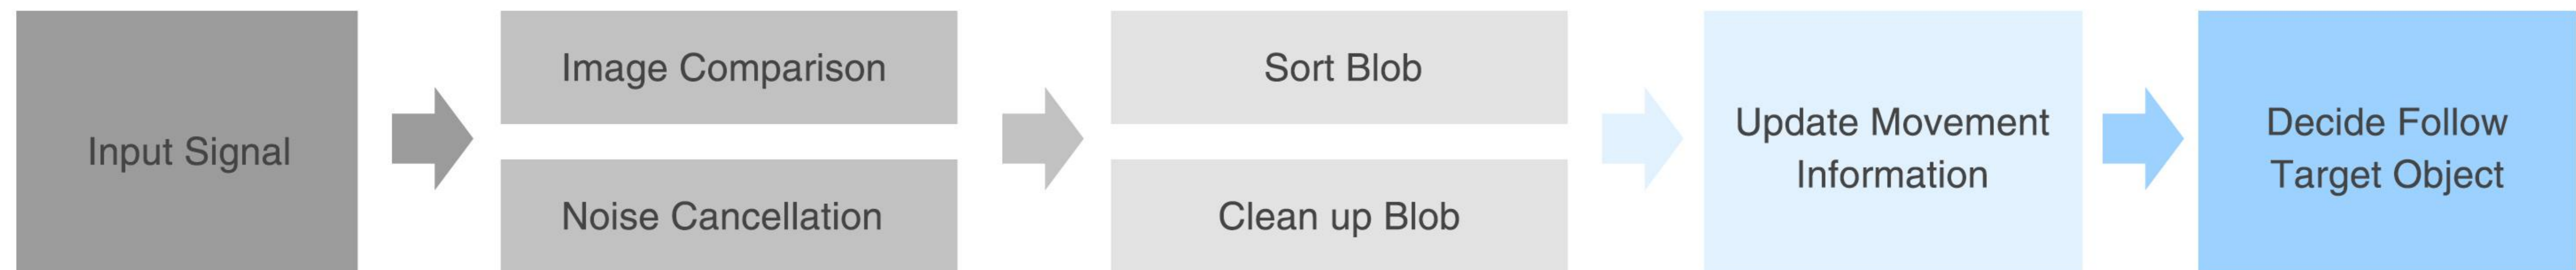 Input Signal
Image Comparison
Noise Cancellation
Sort Blob
Clean up Blob
Update Movement
Information
Decide Follow
Target Object